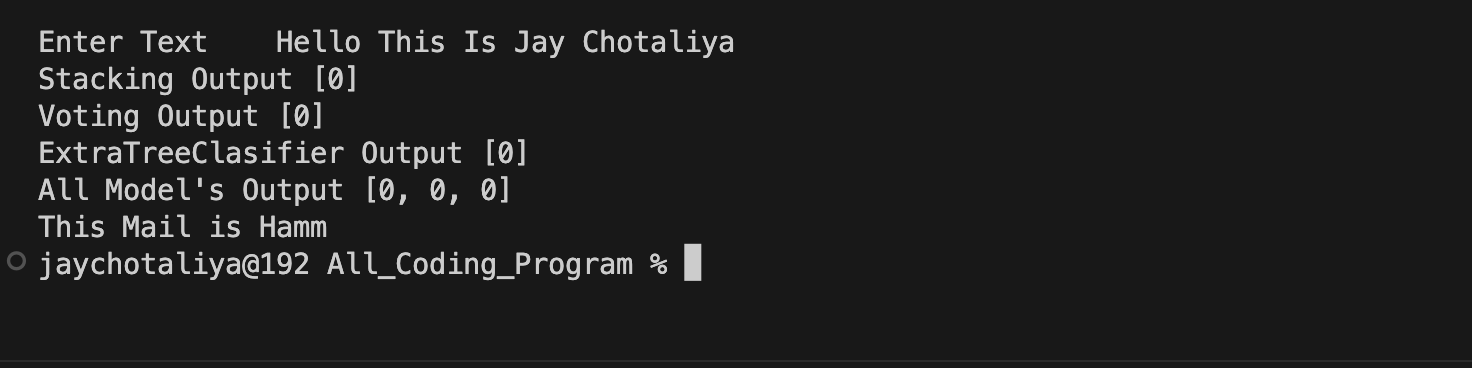 Enter Text    Hello This Is Jay Chotaliya
Stacking Output [0]
Voting Output [0]
ExtraTreeClasifier Output [0]
All Model's Output [0, 0, 0]
This Mail is Hamm
jaychotaliya@192 All_Coding_Program %